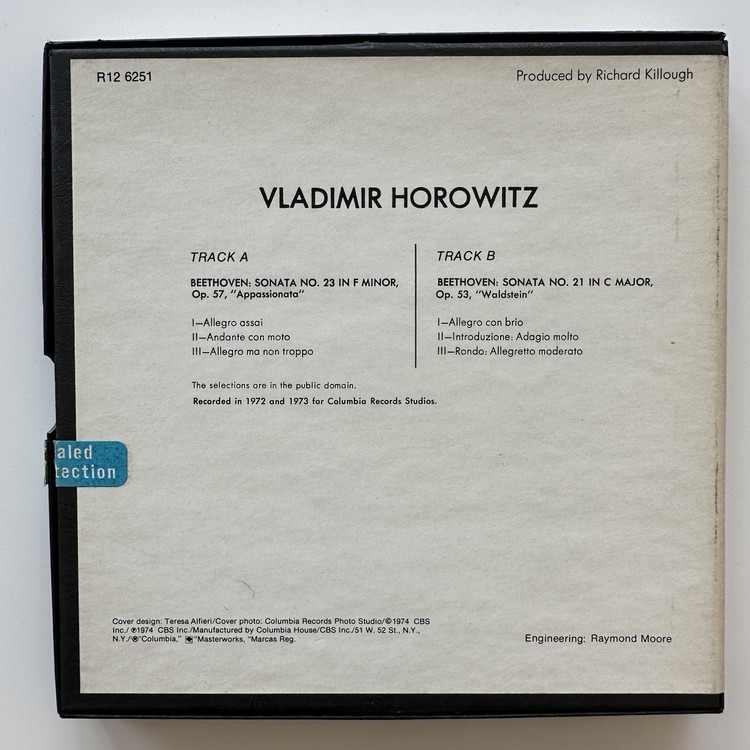 R12 6251
Produced by Richard Killough
VLADIMIR HOROWITZ
TRACK A
BEETHOVEN: SONATA NO. 23 IN F MINOR,
Op. 57, "Appassionata"
I—Allegro assai
II—Andante con moto
III—Allegro ma non troppo
TRACK B
BEETHOVEN: SONATA NO. 21 IN C MAJOR,
Op. 53, "Waldstein"
I—Allegro con brio
II—Introduzione: Adagio molto
III—Rondo: Allegretto moderato
The selections are in the public domain.
Recorded in 1972 and 1973 for Columbia Records Studios.
aled
tection
Cover design: Teresa Alfieri/Cover photo: Columbia Records Photo Studio/©1974 CBS
Inc./ ℗1974 CBS Inc./Manufactured by Columbia House/CBS Inc./51 W. 52 St., N.Y.,
N.Y./®"Columbia," "Masterworks, "Marcas Reg.
Engineering: Raymond Moore